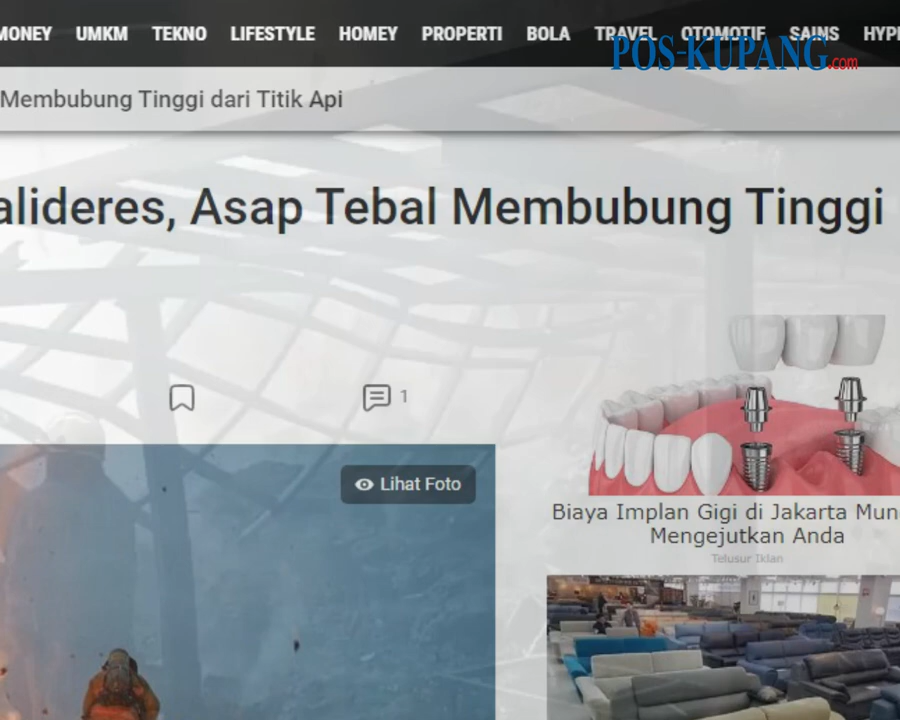 MONEY UMKM TEKNO LIFESTYLE HOMEY PROPERTI BOLA TRAVEL OTOMOTIF SAINS HYPE
POS-KUPANG.com
Membubung Tinggi dari Titik Api
alideres, Asap Tebal Membubung Tinggi
1
Lihat Foto
Biaya Implan Gigi di Jakarta Mun
Mengejutkan Anda
Telusur Iklan